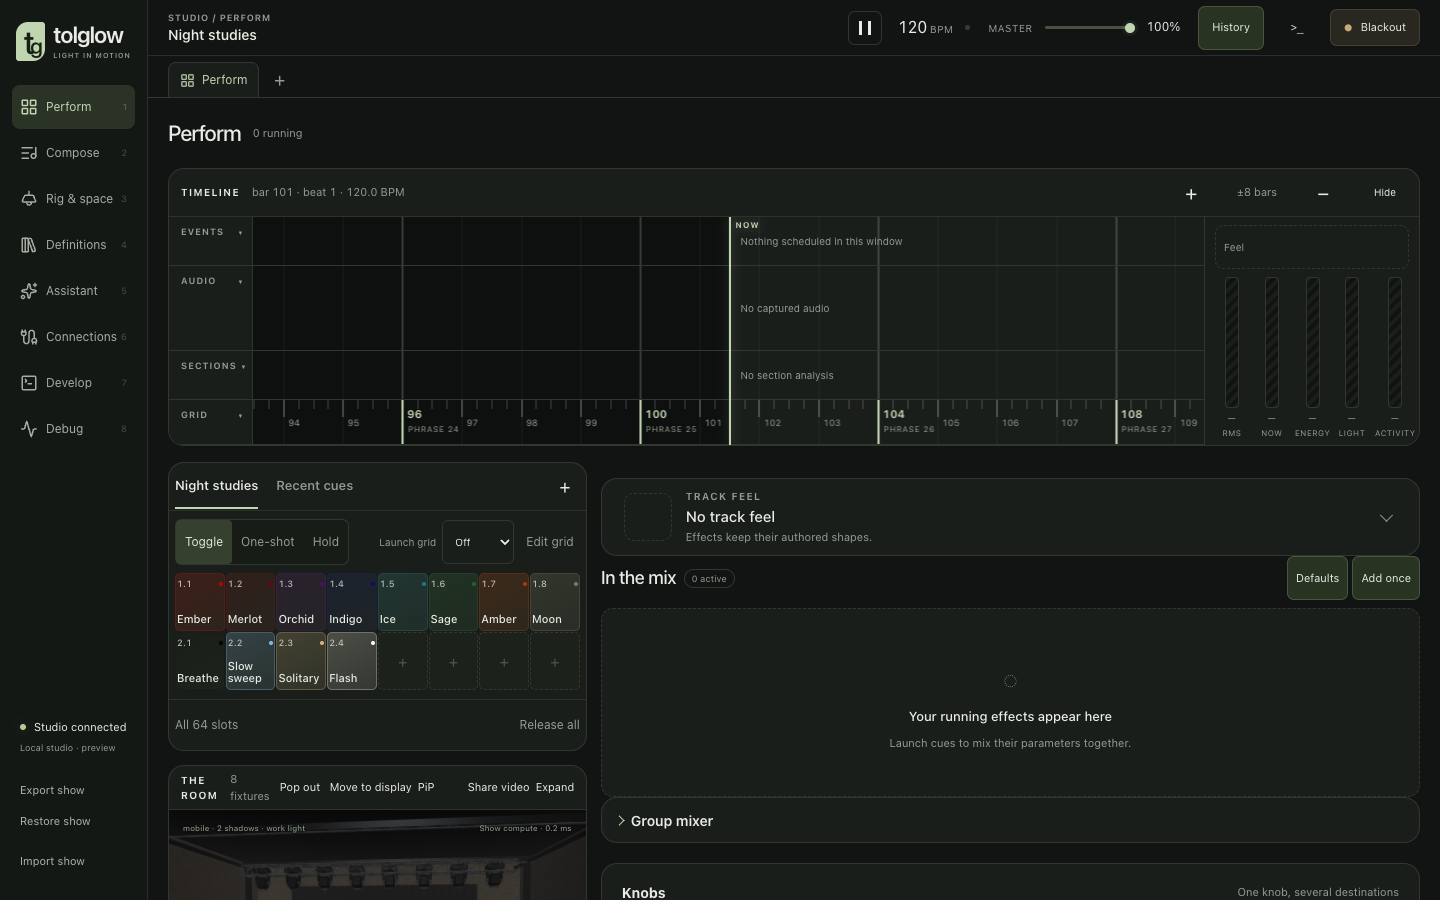 tg tolglow
LIGHT IN MOTION
Perform 1
Compose 2
Rig & space 3
Definitions 4
Assistant 5
Connections 6
Develop 7
Debug 8
Studio connected
Local studio · preview
Export show
Restore show
Import show
STUDIO / PERFORM
Night studies
120 BPM
MASTER
100%
History
>_
Blackout
Perform +
Perform 0 running
TIMELINE bar 101 · beat 1 · 120.0 BPM
+ ±8 bars − Hide
EVENTS
NOW
Nothing scheduled in this window
AUDIO
No captured audio
SECTIONS
No section analysis
GRID
94 95 96 97 98 99 100 101 102 103 104 105 106 107 108 109
PHRASE 24 PHRASE 25 PHRASE 26 PHRASE 27
Feel
— — — — —
RMS NOW ENERGY LIGHT ACTIVITY
Night studies Recent cues +
Toggle One-shot Hold Launch grid Off Edit grid
1.1 1.2 1.3 1.4 1.5 1.6 1.7 1.8
Ember Merlot Orchid Indigo Ice Sage Amber Moon
2.1 2.2 2.3 2.4
Breathe Slow sweep Solitary Flash + + + +
All 64 slots Release all
THE ROOM 8 fixtures Pop out Move to display PiP Share video Expand
mobile · 2 shadows · work light Show compute · 0.2 ms
TRACK FEEL
No track feel
Effects keep their authored shapes.
In the mix 0 active Defaults Add once
Your running effects appear here
Launch cues to mix their parameters together.
Group mixer
Knobs One knob, several destinations